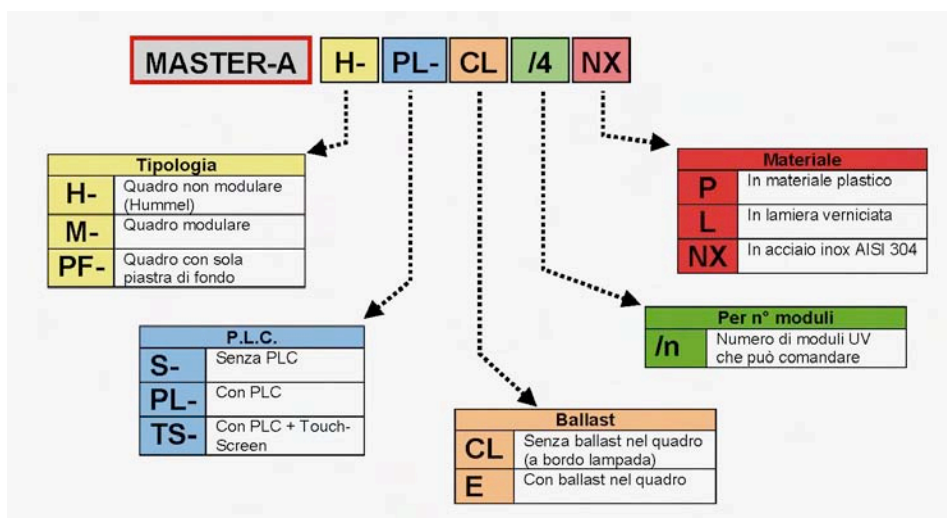 MASTER-A H- PL- CL /4 NX
Tipologia
H- Quadro non modulare
(Hummel)
M- Quadro modulare
PF- Quadro con sola
piastra di fondo
Materiale
P In materiale plastico
L In lamiera verniciata
NX In acciaio inox AISI 304
P.L.C.
S- Senza PLC
PL- Con PLC
TS- Con PLC + Touch-
Screen
Per n° moduli
/n Numero di moduli UV
che può comandare
Ballast
CL Senza ballast nel quadro
(a bordo lampada)
E Con ballast nel quadro